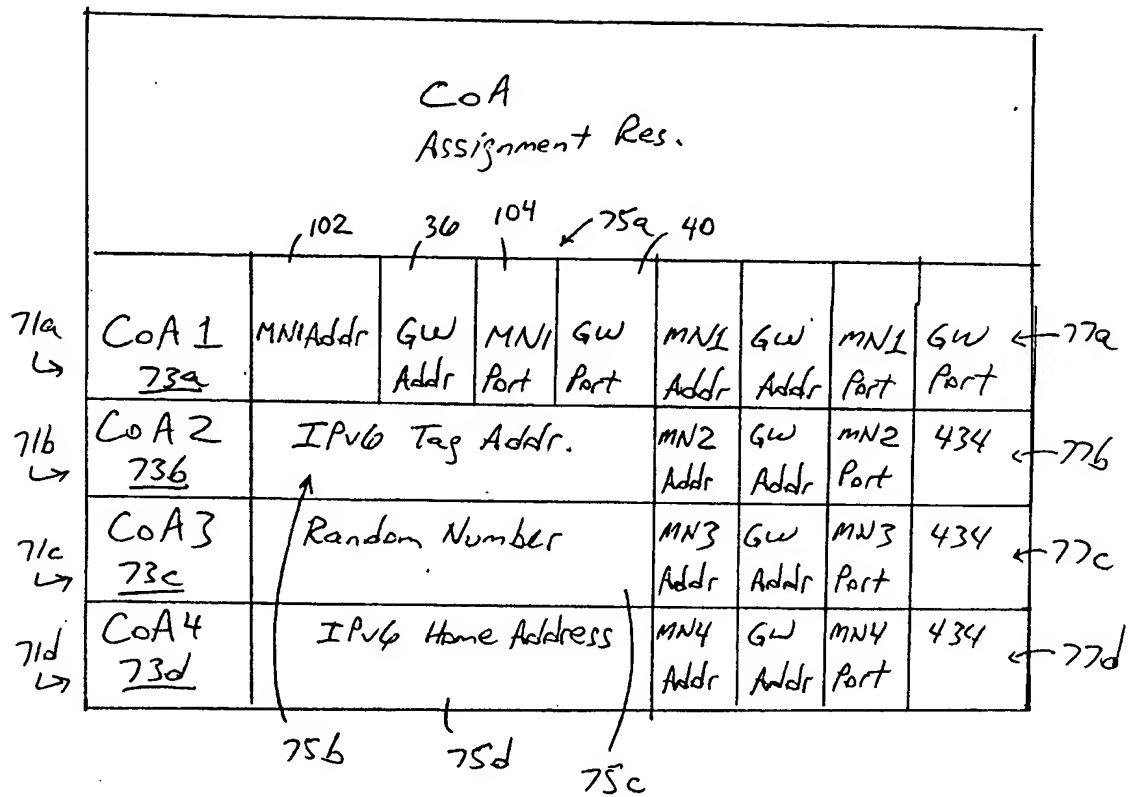 CoA
Assignment Res.
102 36 104 75a 40
71a CoA 1 MN1Addr GW MN1 GW MN1 GW MN1 GW 77a
73a Addr Port Port Addr Addr Port Port
71b CoA 2 IPv6 Tag Addr. MN2 GW MN2 434 77b
73b Addr Addr Port
71c CoA 3 Random Number MN3 GW MN3 434 77c
73c Addr Addr Port
71d CoA 4 IPv6 Home Address MN4 GW MN4 434 77d
73d Addr Addr Port
75b 75d 75c